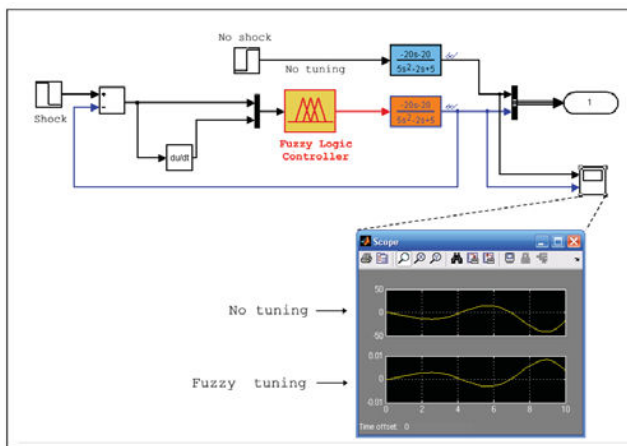 No shock
No tuning
-20s-20
5s²-2s+5
Shock
+
-
du/dt
Fuzzy Logic
Controller
-20s-20
5s²-2s+5
1
Scope
No tuning
50
0
-50
Fuzzy tuning
0.01
0
-0.01
0 2 4 6 8 10
Time offset: 0